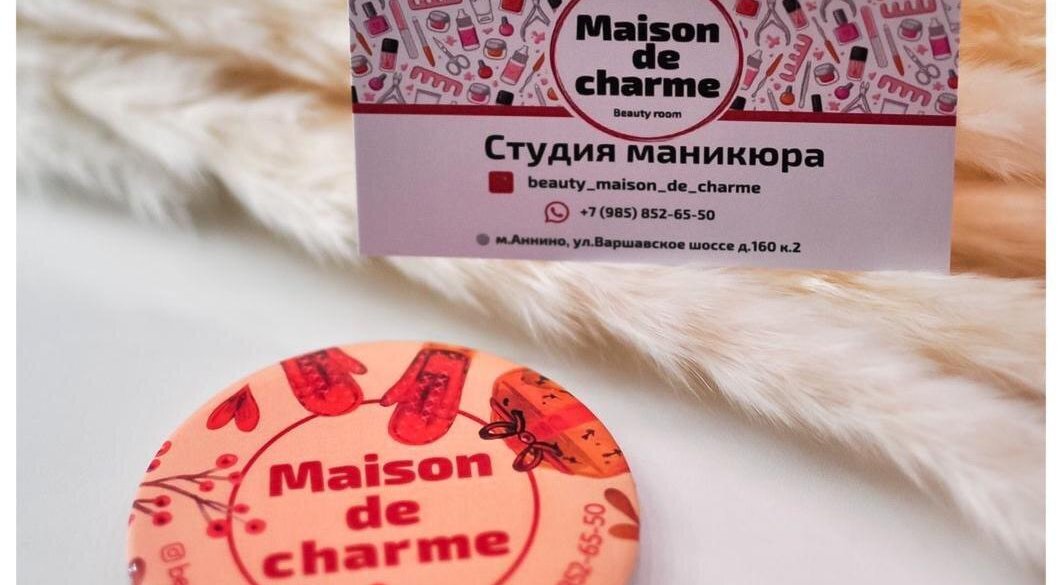 Maison
de
charme
Beauty room
Студия маникюра
beauty_maison_de_charme
+7 (985) 852-65-50
м.Аннино, ул.Варшавское шоссе д.160 к.2
Maison
de
charme
852-65-50